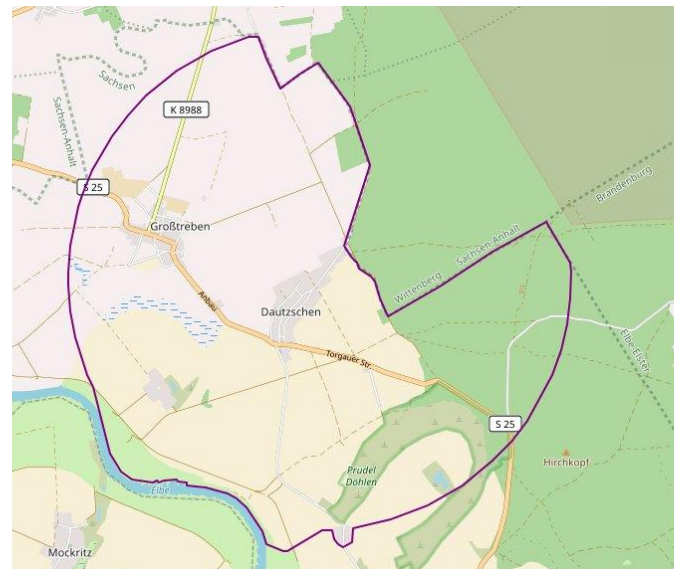 Sachsen
Sachsen-Anhalt
K 8988
S 25
Großtreben
Brandenburg
Sachsen Anhalt
Wittenberg
Anbau
Dautzschen
Elbe-Elster
Torgauer Str.
S 25
Prudel
Döhlen
Hirchkopf
Elbe
Mockritz